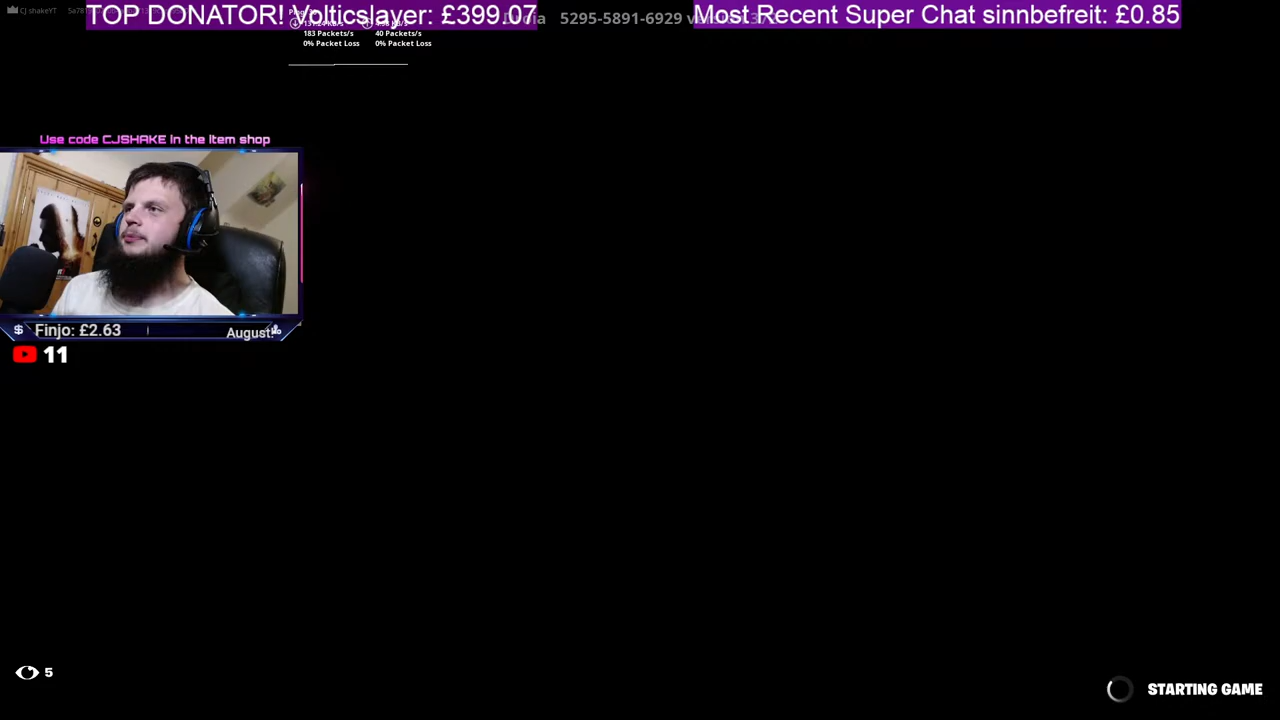 CJ shakeYT
TOP DONATOR! volticslayer: £399.07
5295-5891-6929
Most Recent Super Chat sinnbefreit: £0.85
183 Packets/s
40 Packets/s
0% Packet Loss
0% Packet Loss
Use code CJSHAKE in the item shop
$ Finjo: £2.63
August!
11
5
STARTING GAME